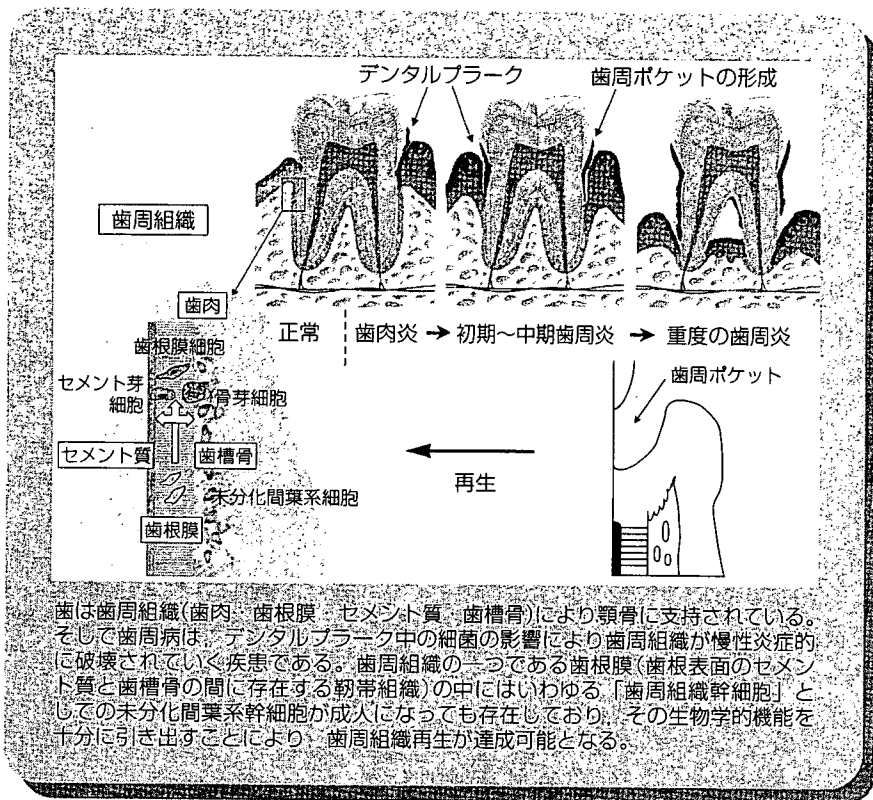 デンタルプラーク
歯周ポケットの形成
歯周組織
歯肉
正常
歯肉炎 → 初期～中期歯周炎 → 重度の歯周炎
歯根膜細胞
セメント芽
細胞
骨芽細胞
歯周ポケット
セメント質
歯槽骨
再生
未分化間葉系細胞
歯根膜
歯は歯周組織(歯肉 歯根膜 セメント質 歯槽骨)により顎骨に支持されている。
そして歯周病は、デンタルプラーク中の細菌の影響により歯周組織が慢性炎症的
に破壊されていく疾患である。歯周組織の一つである歯根膜(歯根表面のセメン
ト質と歯槽骨の間に存在する靭帯組織)の中にはいわゆる「歯周組織幹細胞」と
しての未分化間葉系幹細胞が成人になっても存在しており、その生物学的機能を
十分に引き出すことにより、歯周組織再生が達成可能となる。